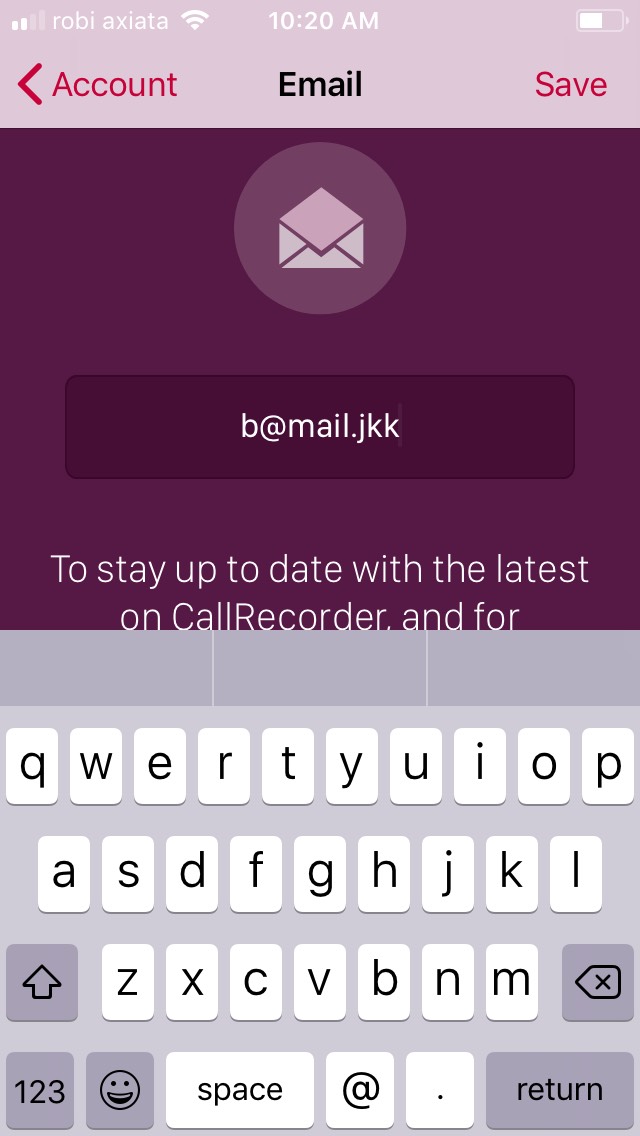 robi axiata 10:20 AM
Account Email Save
b@mail.jkk
To stay up to date with the latest
on CallRecorder, and for
q w e r t y u i o p
a s d f g h j k l
z x c v b n m
123 space @ . return